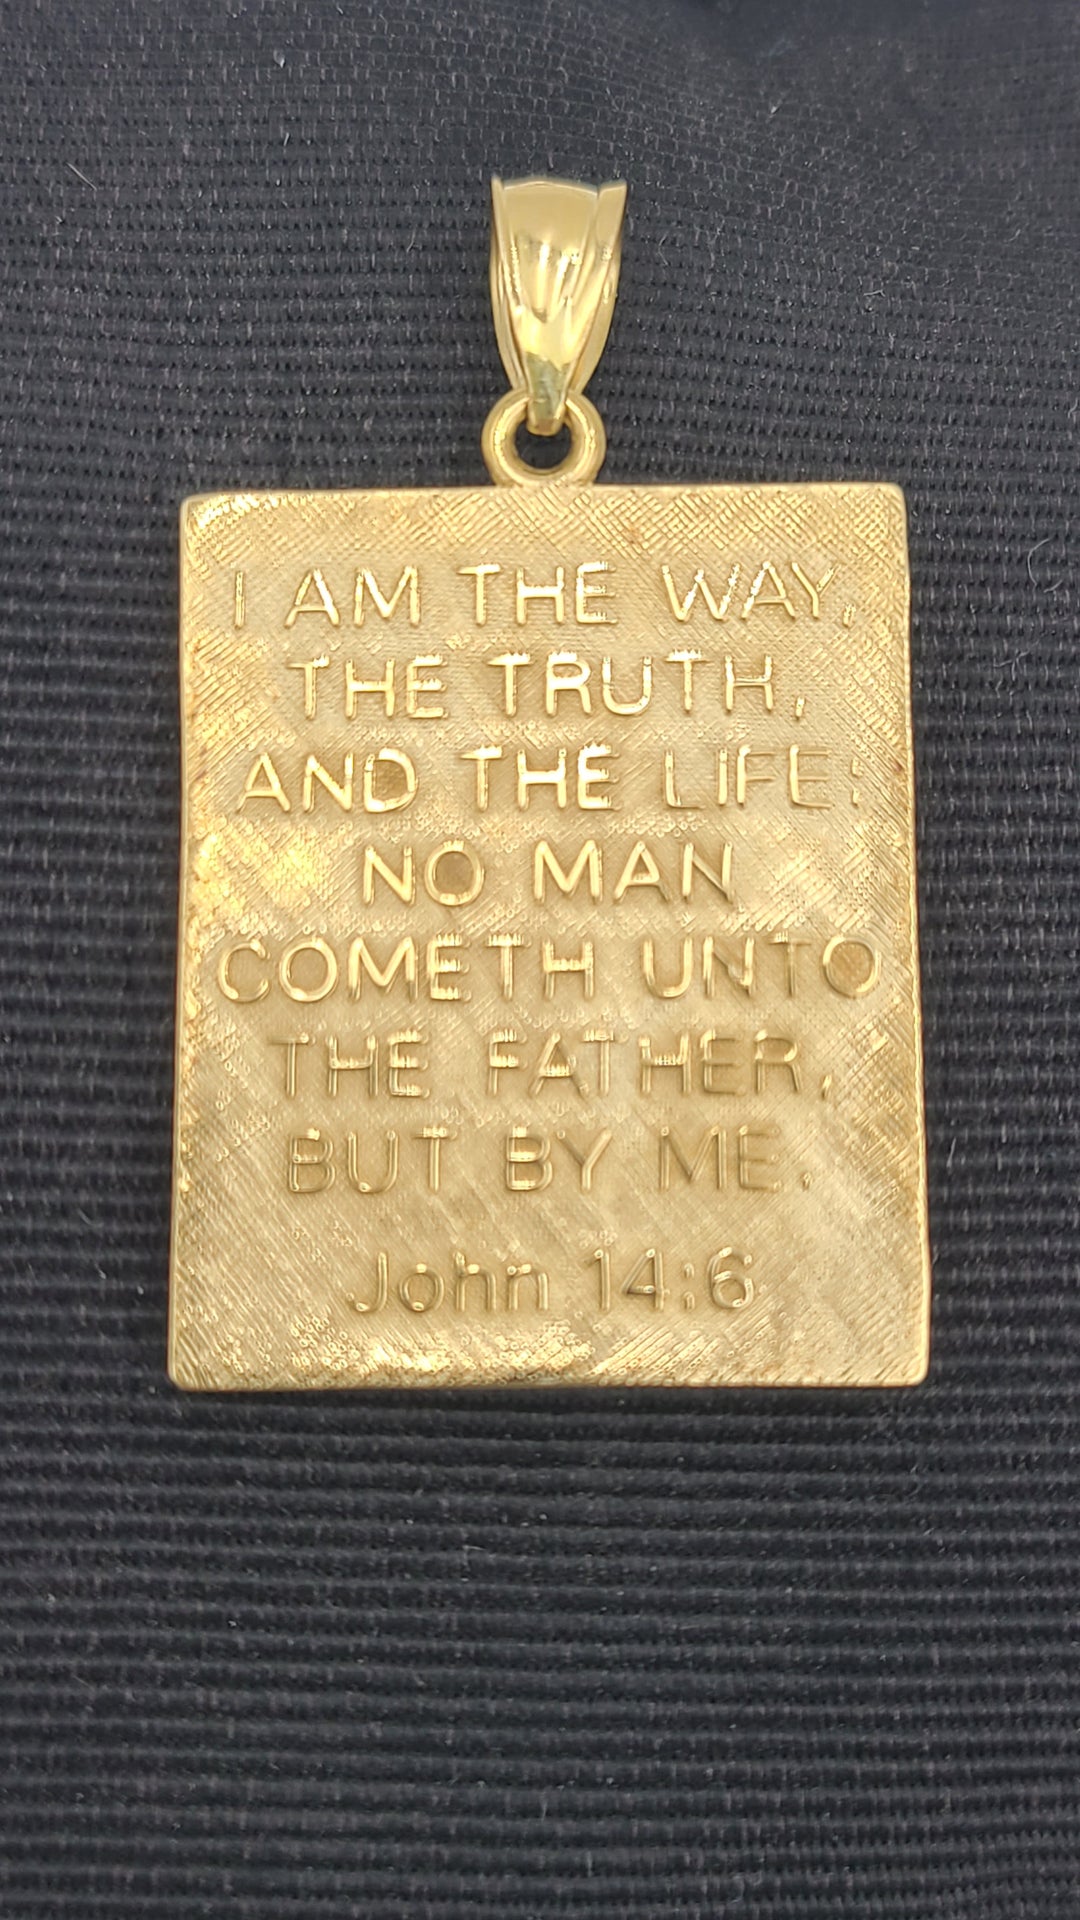 I AM THE WAY,
THE TRUTH,
AND THE LIFE:
NO MAN
COMETH UNTO
THE FATHER,
BUT BY ME.
John 14:6